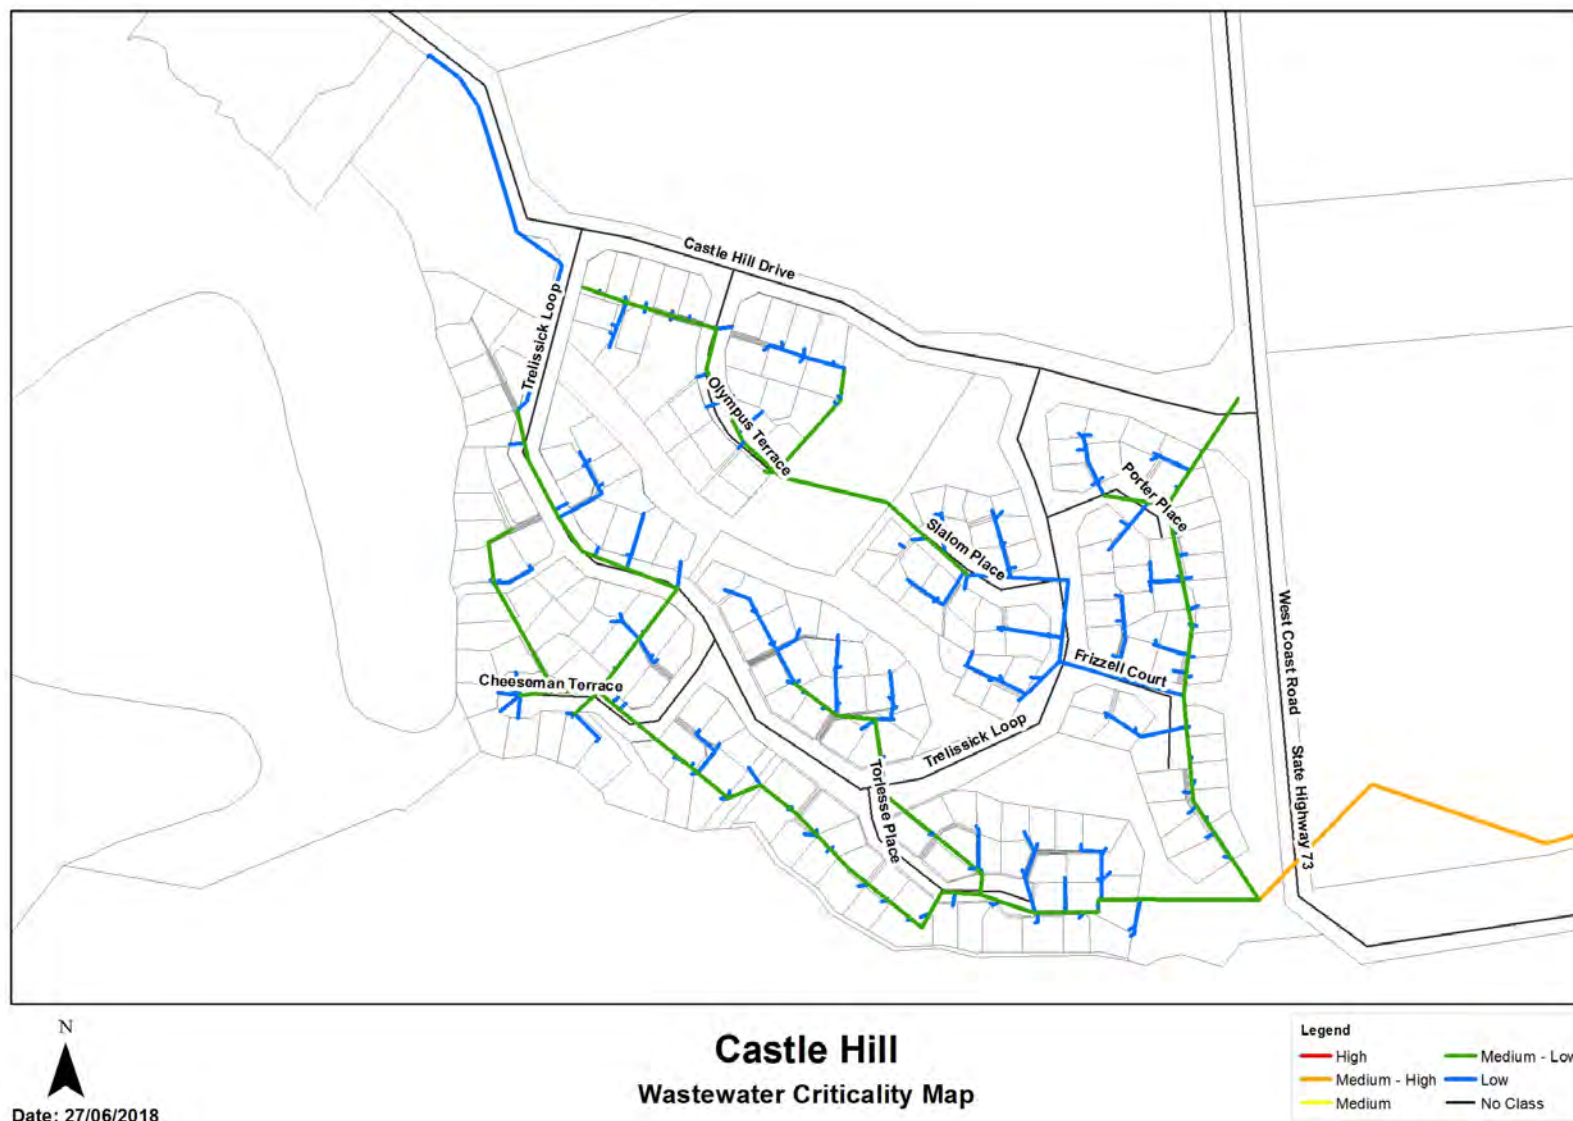 Castle Hill Drive
Trelissick Loop
Olympus Terrace
Porter Place
Slalom Place
West Coast Road
State Highway 73
Frizzell Court
Cheeseman Terrace
Trelissick Loop
Torlesse Place
N
Date: 27/06/2018
Castle Hill
Wastewater Criticality Map
Legend
High
Medium - High
Medium
Medium - Low
Low
No Class